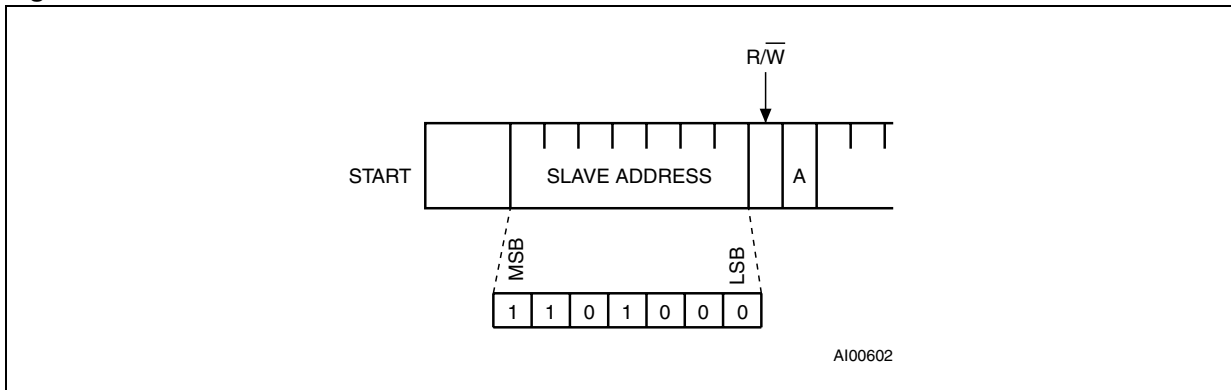 R/W̅
START SLAVE ADDRESS A
MSB LSB
1 1 0 1 0 0 0
AI00602